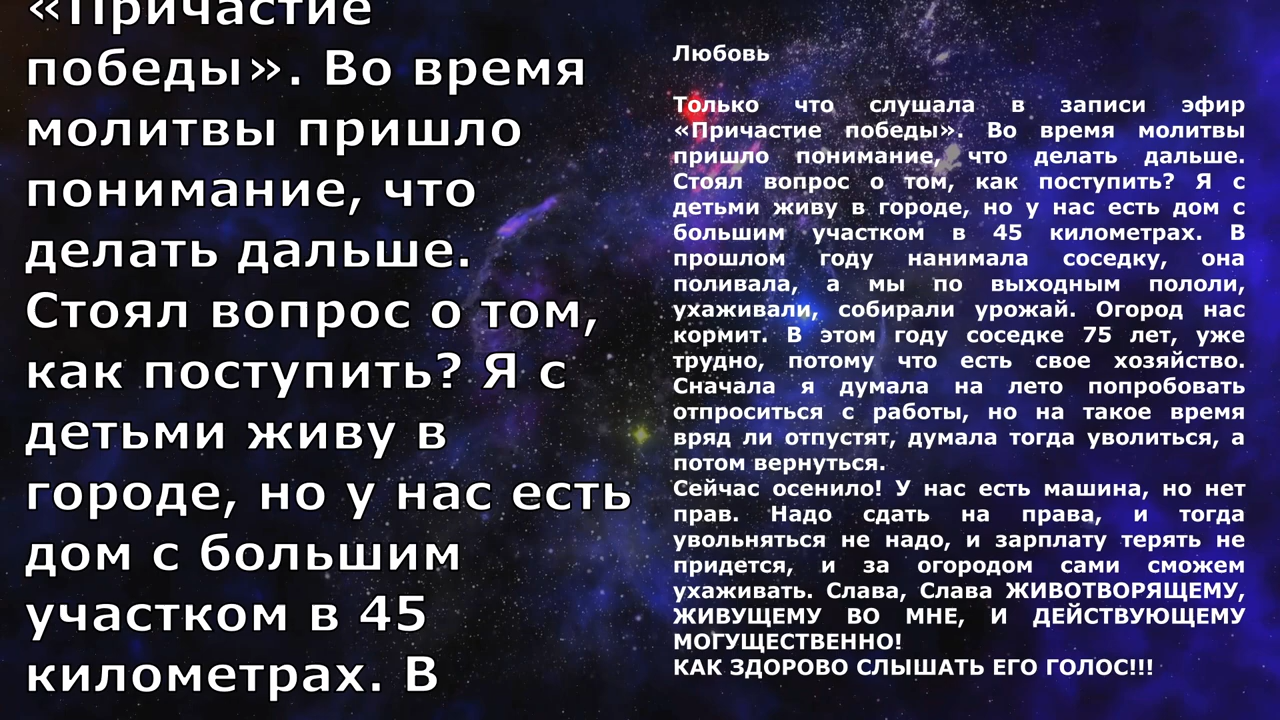 «Причастие
победы». Во время
молитвы пришло
понимание, что
делать дальше.
Стоял вопрос о том,
как поступить? Я с
детьми живу в
городе, но у нас есть
дом с большим
участком в 45
километрах. В
Любовь
Только что слушала в записи эфир
«Причастие победы». Во время молитвы
пришло понимание, что делать дальше.
Стоял вопрос о том, как поступить? Я с
детьми живу в городе, но у нас есть дом с
большим участком в 45 километрах. В
прошлом году нанимала соседку, она
поливала, а мы по выходным пололи,
ухаживали, собирали урожай. Огород нас
кормит. В этом году соседке 75 лет, уже
трудно, потому что есть свое хозяйство.
Сначала я думала на лето попробовать
отпроситься с работы, но на такое время
вряд ли отпустят, думала тогда уволиться, а
потом вернуться.
Сейчас осенило! У нас есть машина, но нет
прав. Надо сдать на права, и тогда
увольняться не надо, и зарплату терять не
придется, и за огородом сами сможем
ухаживать. Слава, Слава ЖИВОТВОРЯЩЕМУ,
ЖИВУЩЕМУ ВО МНЕ, И ДЕЙСТВУЮЩЕМУ
МОГУЩЕСТВЕННО!
КАК ЗДОРОВО СЛЫШАТЬ ЕГО ГОЛОС!!!